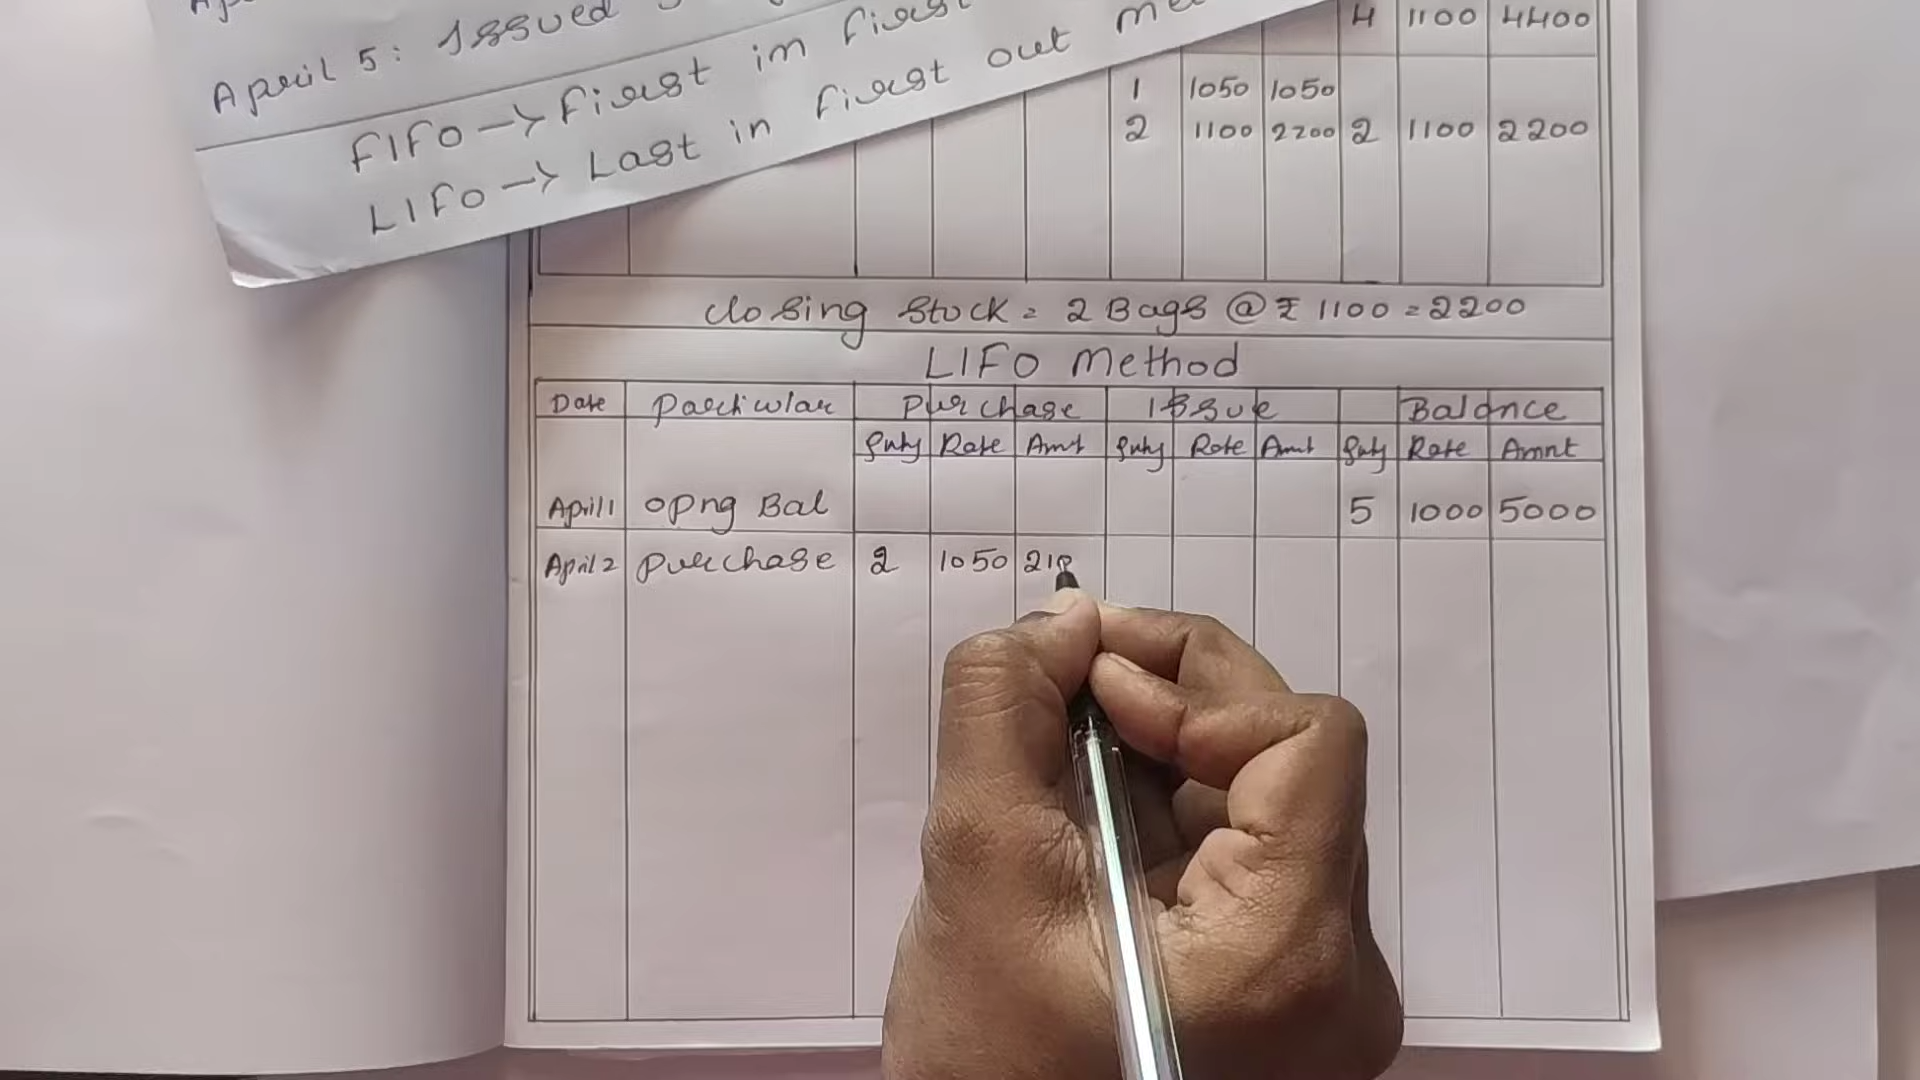 April 5: Issued
FIFO → First in First
LIFO → Last in First out
4 1100 4400
1 1050 1050
2 1100 2200 2 1100 2200
Closing Stock = 2 Bags @ ₹ 1100 = 2200
LIFO Method
Date Particular Purchase Issue Balance
Qnty Rate Amt Qnty Rate Amnt Qnty Rate Amnt
April 1 Opng Bal 5 1000 5000
April 2 Purchase 2 1050 210